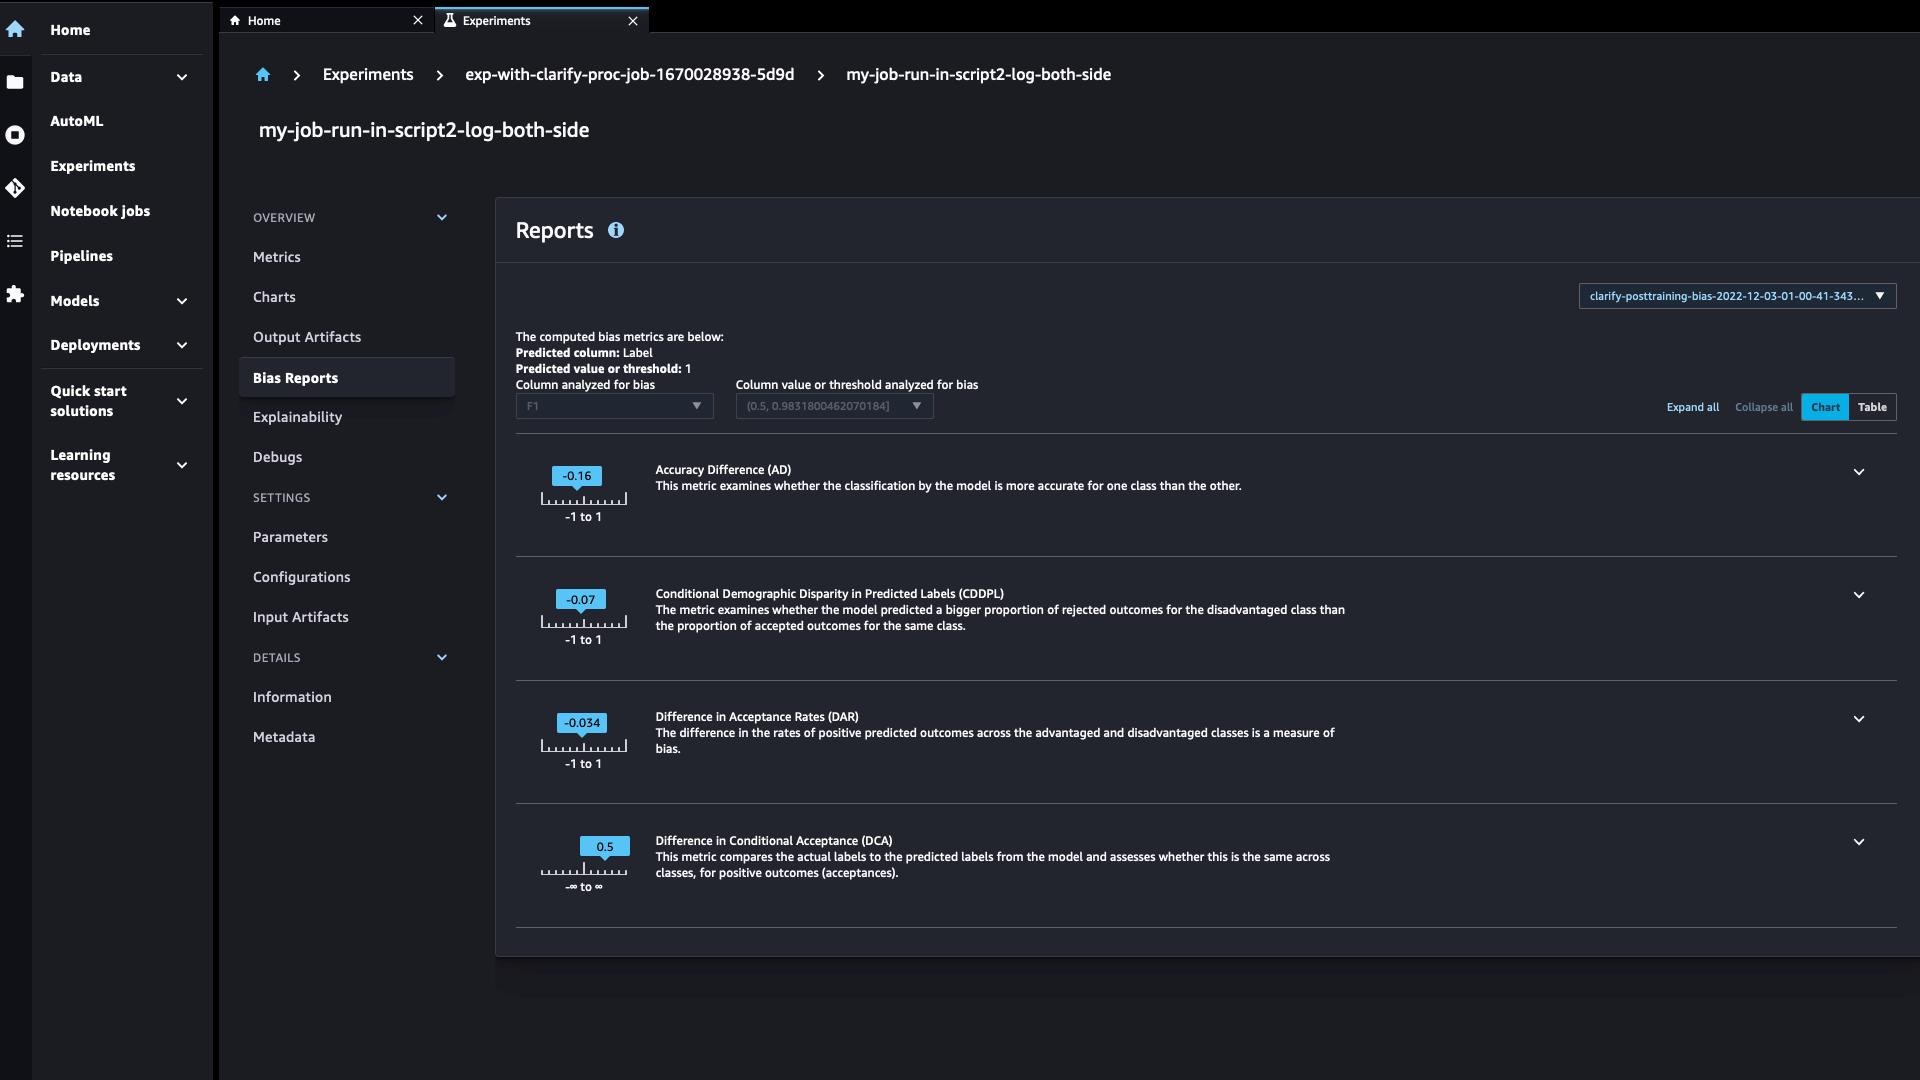 Home
Data
AutoML
Experiments
Notebook jobs
Pipelines
Models
Deployments
Quick start
solutions
Learning
resources
Home
Experiments
Experiments
exp-with-clarify-proc-job-1670028938-5d9d
my-job-run-in-script2-log-both-side
my-job-run-in-script2-log-both-side
OVERVIEW
Metrics
Charts
Output Artifacts
Bias Reports
Explainability
Debugs
SETTINGS
Parameters
Configurations
Input Artifacts
DETAILS
Information
Metadata
Reports
clarify-posttraining-bias-2022-12-03-01-00-41-343...
The computed bias metrics are below:
Predicted column: Label
Predicted value or threshold: 1
Column analyzed for bias
F1
Column value or threshold analyzed for bias
(0.5, 0.9831800462070184]
Expand all
Collapse all
Chart
Table
-0.16
-1 to 1
Accuracy Difference (AD)
This metric examines whether the classification by the model is more accurate for one class than the other.
-0.07
-1 to 1
Conditional Demographic Disparity in Predicted Labels (CDDPL)
The metric examines whether the model predicted a bigger proportion of rejected outcomes for the disadvantaged class than
the proportion of accepted outcomes for the same class.
-0.034
-1 to 1
Difference in Acceptance Rates (DAR)
The difference in the rates of positive predicted outcomes across the advantaged and disadvantaged classes is a measure of
bias.
0.5
-∞ to ∞
Difference in Conditional Acceptance (DCA)
This metric compares the actual labels to the predicted labels from the model and assesses whether this is the same across
classes, for positive outcomes (acceptances).